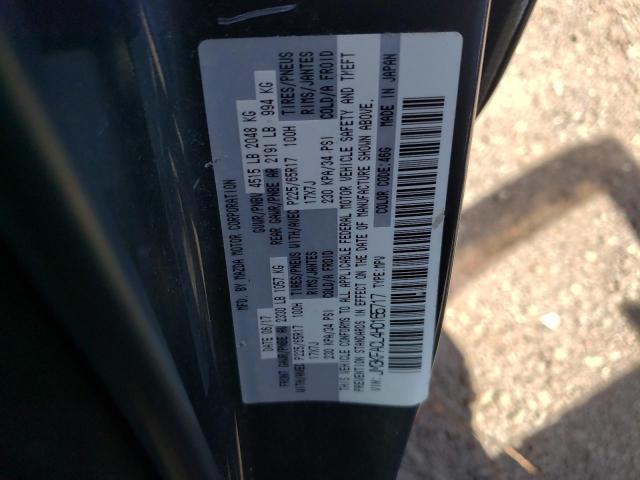 MFD. BY MAZDA MOTOR CORPORATION
DATE 06/17 GVWR/PNBV 4515 LB 2048 KG
FRONT GAWR/PNBE AV 2330 LB 1057 KG REAR GAWR/PNBE AR 2191 LB 994 KG
WITH/AVEC P225/65R17 100H TIRES/PNEUS WITH/AVEC P225/65R17 100H TIRES/PNEUS
17X7J RIMS/JANTES 17X7J RIMS/JANTES
230 KPA/34 PSI COLD/A FROID 230 KPA/34 PSI COLD/A FROID
THIS VEHICLE CONFORMS TO ALL APPLICABLE FEDERAL MOTOR VEHICLE SAFETY AND THEFT
PREVENTION STANDARDS IN EFFECT ON THE DATE OF MANUFACTURE SHOWN ABOVE.
VIN: JM3KFACL4H0165717 TYPE:MPV COLOR CODE:46G MADE IN JAPAN